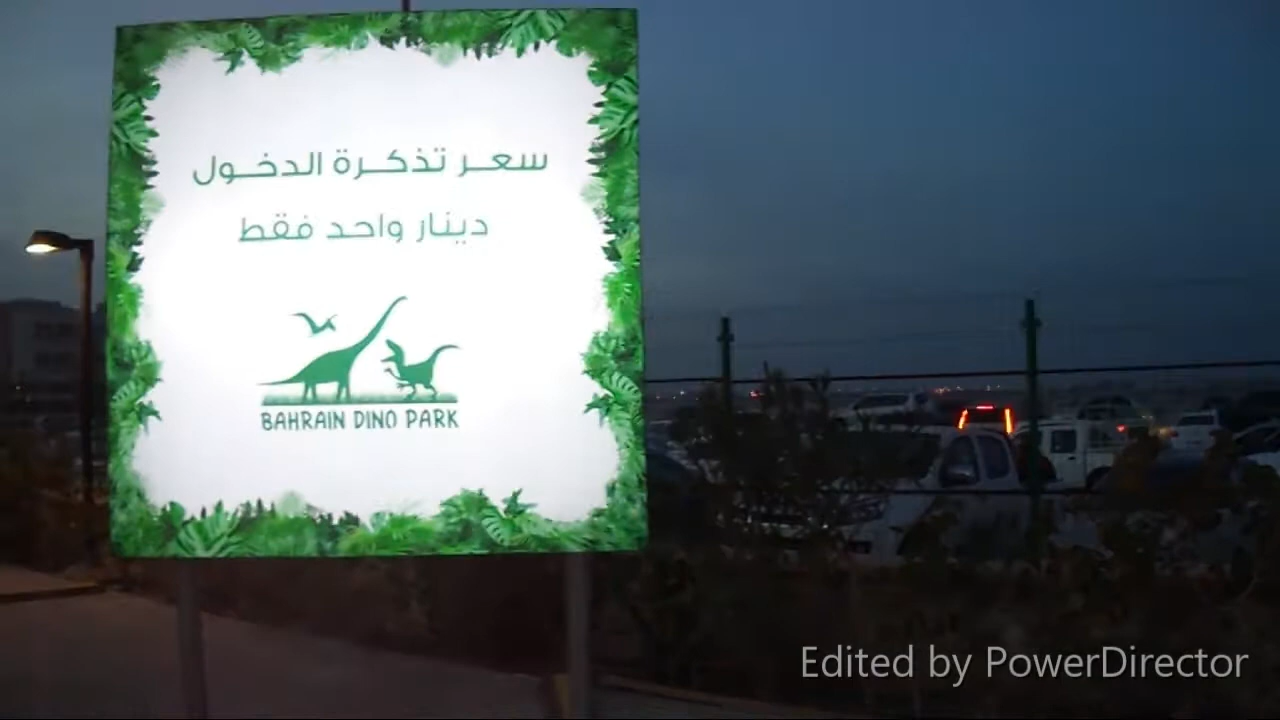 سعر تذكرة الدخول
دينار واحد فقط
BAHRAIN DINO PARK
Edited by PowerDirector